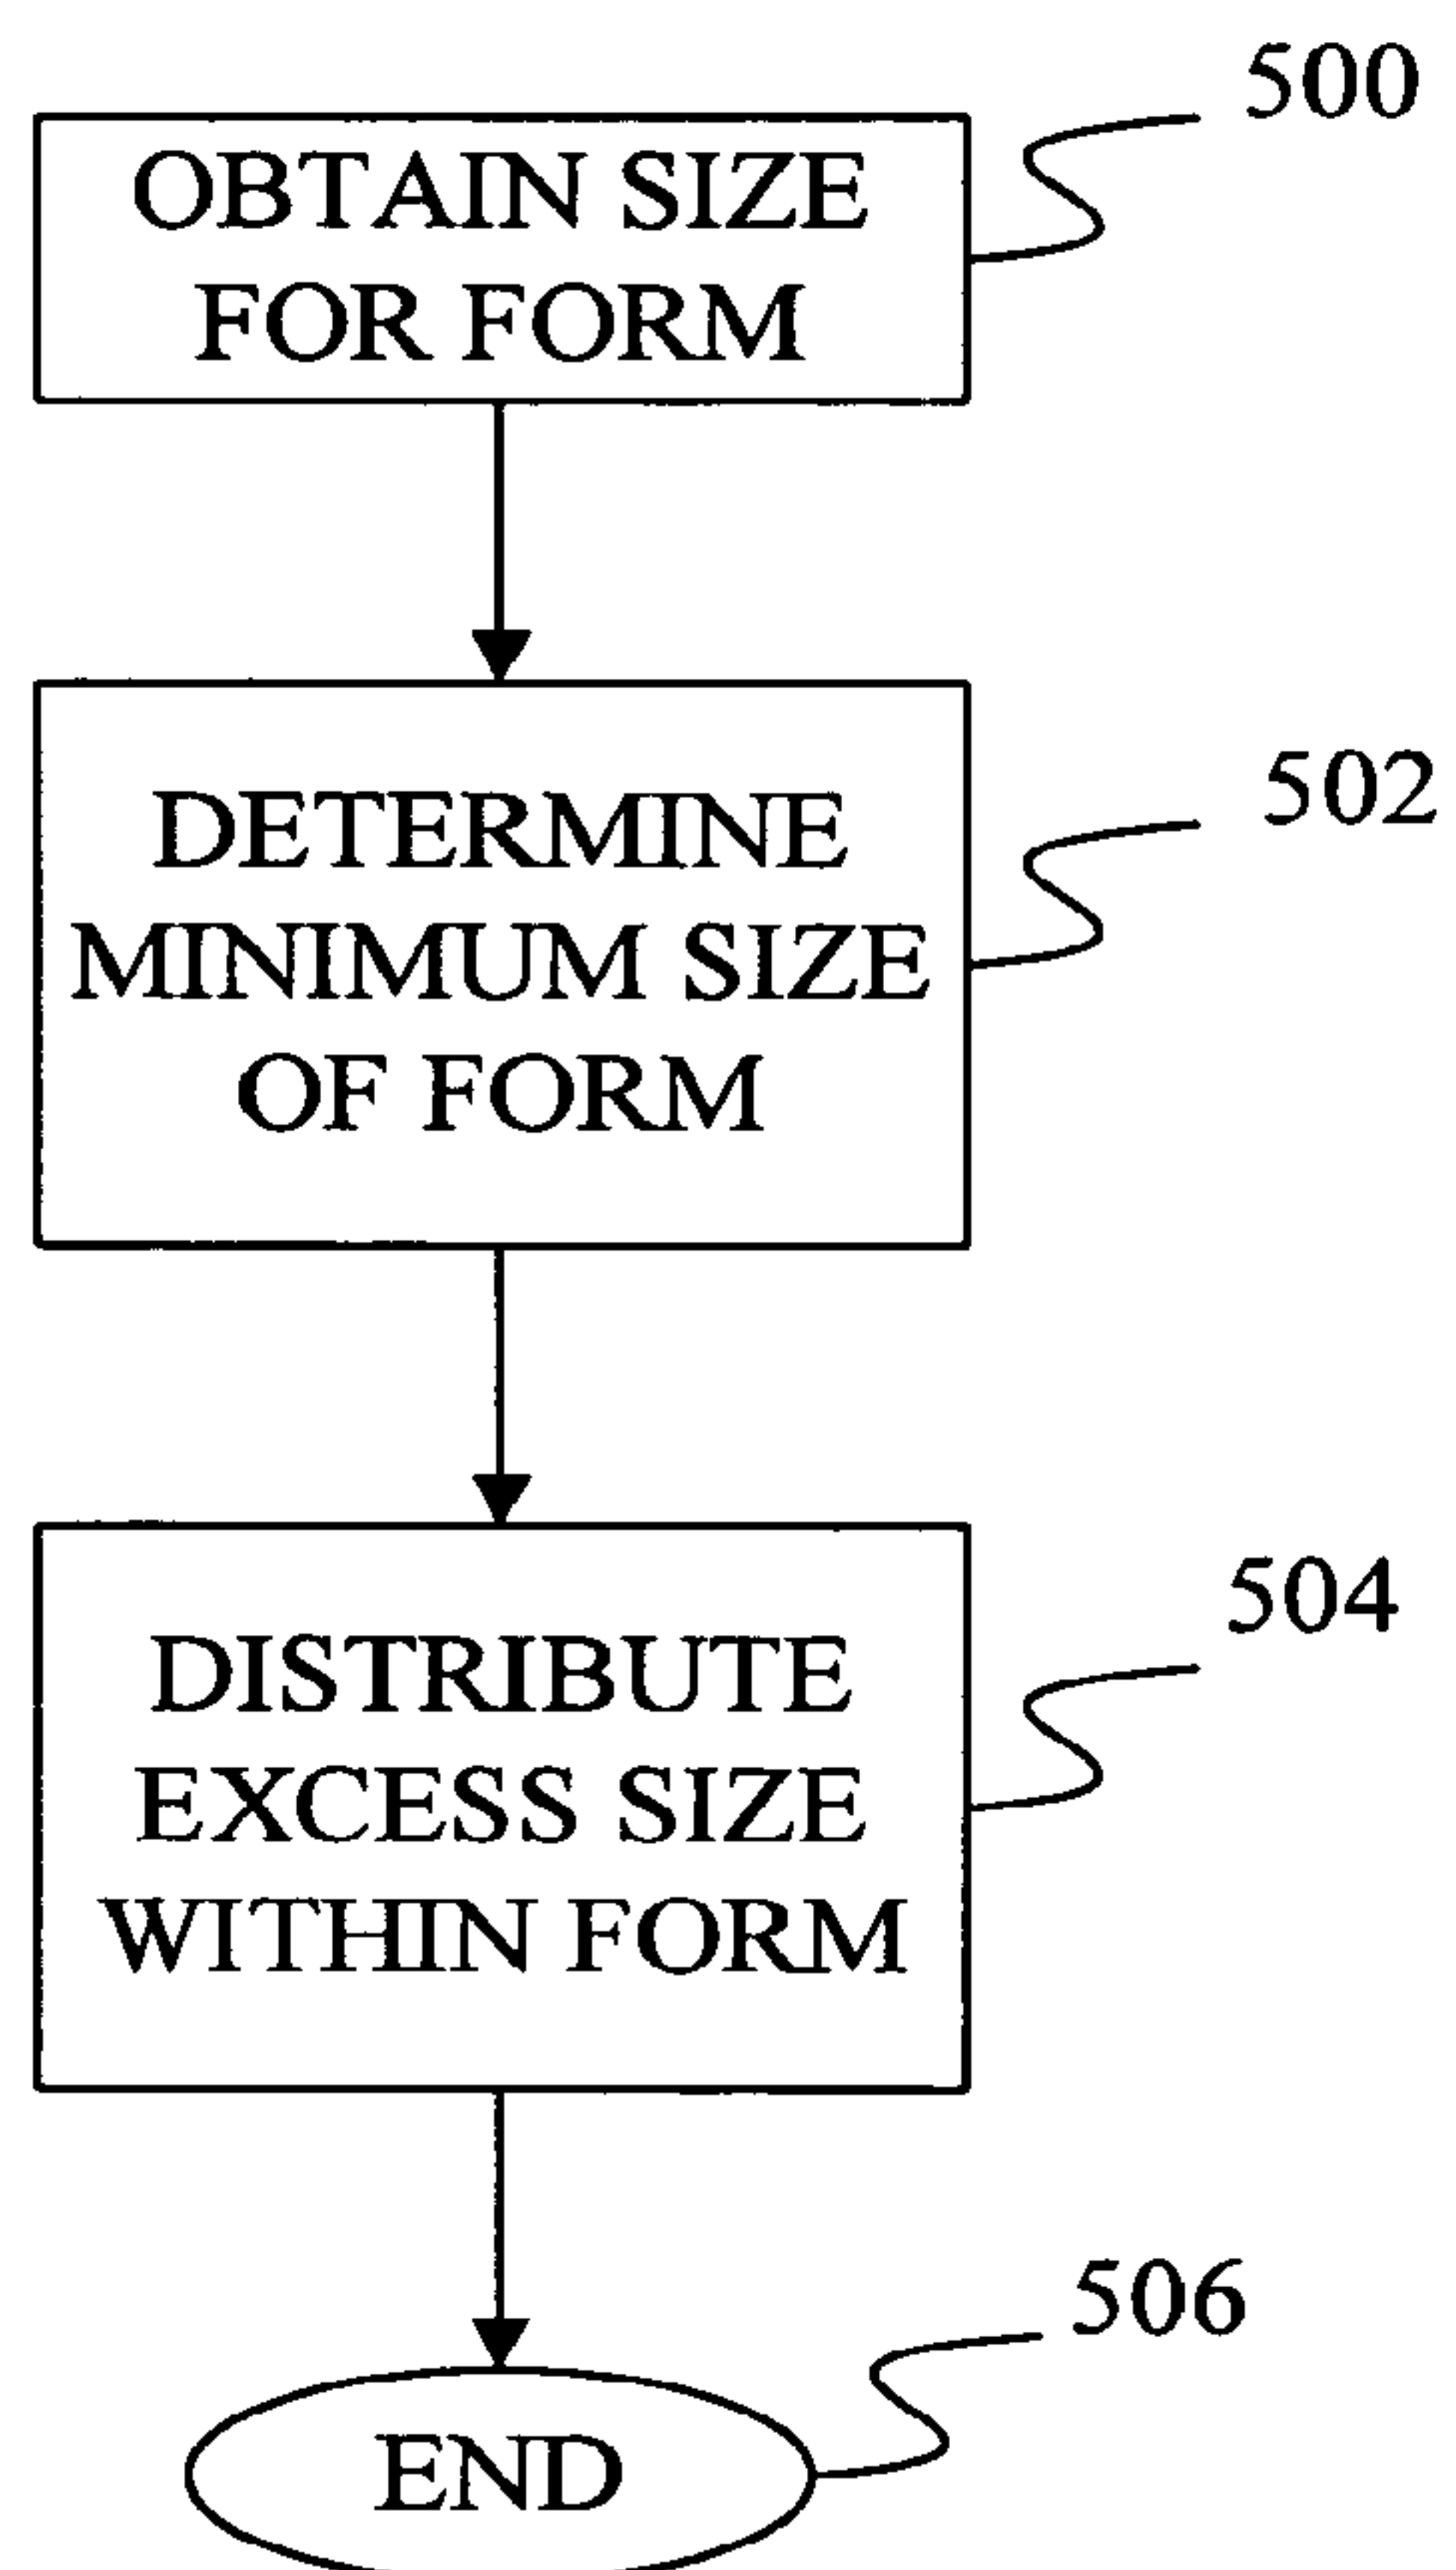 500
OBTAIN SIZE
FOR FORM
502
DETERMINE
MINIMUM SIZE
OF FORM
504
DISTRIBUTE
EXCESS SIZE
WITHIN FORM
506
END